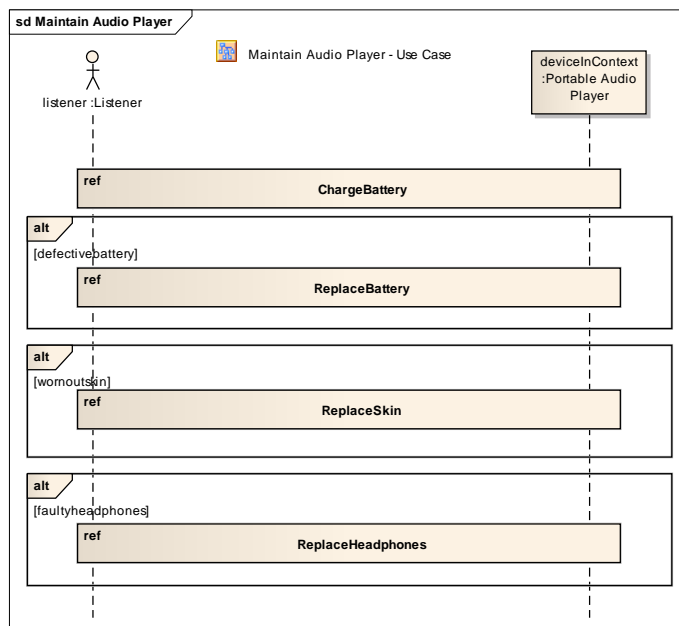 sd Maintain Audio Player
Maintain Audio Player - Use Case
listener :Listener
deviceInContext
:Portable Audio
Player
ref
ChargeBattery
alt
[defectivebattery]
ref
ReplaceBattery
alt
[wornoutskin]
ref
ReplaceSkin
alt
[faultyheadphones]
ref
ReplaceHeadphones